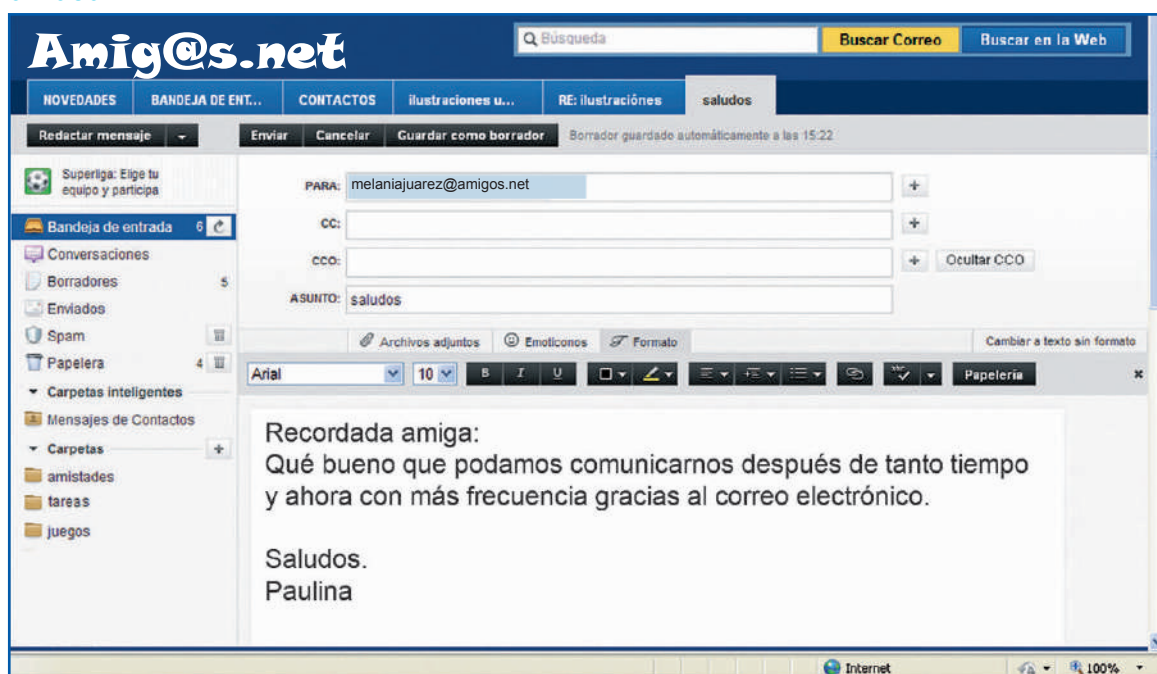 Amig@s.net
Búsqueda
Buscar Correo
Buscar en la Web
NOVEDADES
BANDEJA DE ENT...
CONTACTOS
ilustraciones u...
RE: ilustraciónes
saludos
Redactar mensaje
Enviar
Cancelar
Guardar como borrador
Borrador guardado automáticamente a las 15:22
Superliga: Elige tu
equipo y participa
Bandeja de entrada 6
Conversaciones
Borradores 5
Enviados
Spam
Papelera 4
Carpetas inteligentes
Mensajes de Contactos
Carpetas +
amistades
tareas
juegos
PARA: melaniajuarez@amigos.net +
CC: +
CCO: + Ocultar CCO
ASUNTO: saludos
Archivos adjuntos
Emoticonos
Formato
Cambiar a texto sin formato
Arial
10
B I U
Papelería
Recordada amiga:
Qué bueno que podamos comunicarnos después de tanto tiempo
y ahora con más frecuencia gracias al correo electrónico.
Saludos.
Paulina
Internet
100%